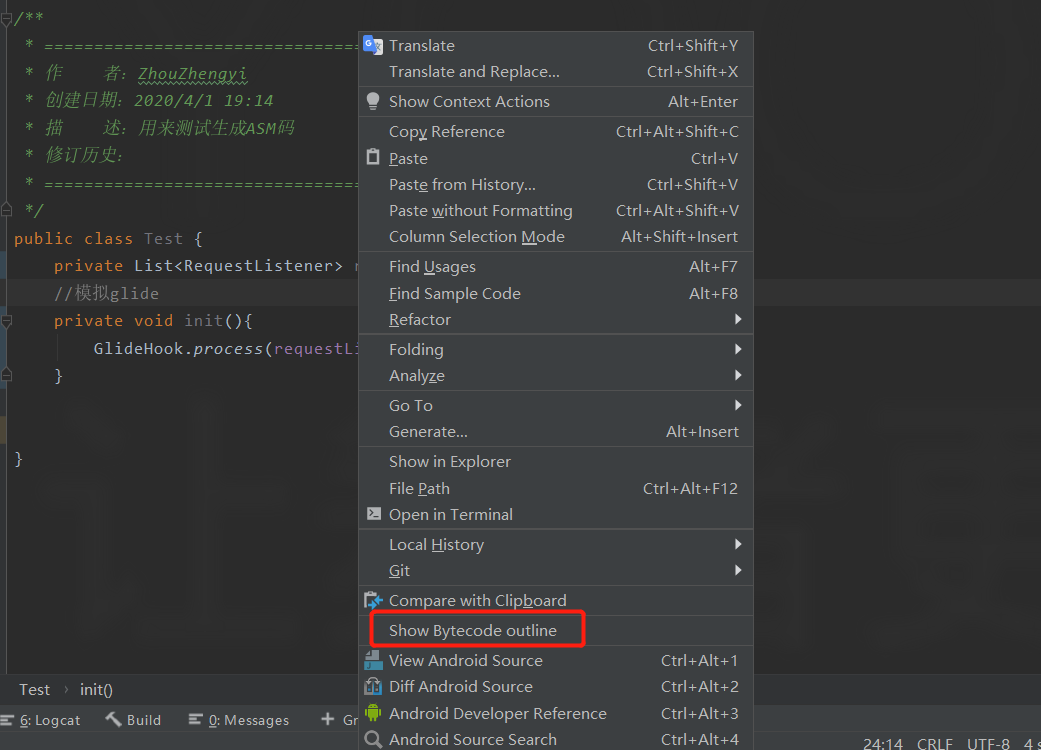 /**
* ================================
* 作 者：ZhouZhengyi
* 创建日期：2020/4/1 19:14
* 描 述：用来测试生成ASM码
* 修订历史：
* ================================
*/
public class Test {
private List<RequestListener>
//模拟glide
private void init(){
GlideHook.process(requestLi
}
}
Translate Ctrl+Shift+Y
Translate and Replace... Ctrl+Shift+X
Show Context Actions Alt+Enter
Copy Reference Ctrl+Alt+Shift+C
Paste Ctrl+V
Paste from History... Ctrl+Shift+V
Paste without Formatting Ctrl+Alt+Shift+V
Column Selection Mode Alt+Shift+Insert
Find Usages Alt+F7
Find Sample Code Alt+F8
Refactor
Folding
Analyze
Go To
Generate... Alt+Insert
Show in Explorer
File Path Ctrl+Alt+F12
Open in Terminal
Local History
Git
Compare with Clipboard
Show Bytecode outline
View Android Source Ctrl+Alt+1
Diff Android Source Ctrl+Alt+2
Android Developer Reference Ctrl+Alt+3
Android Source Search Ctrl+Alt+4
Test › init()
6: Logcat Build 0: Messages Gr
24:14 CRLF UTF-8 4